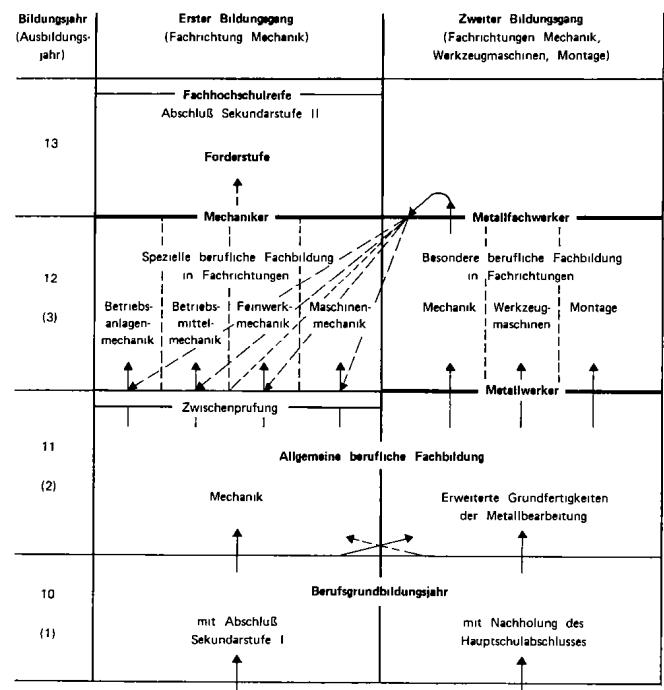 Bildungsjahr
(Ausbildungs-
jahr)
Erster Bildungsgang
(Fachrichtung Mechanik)
Zweiter Bildungsgang
(Fachrichtungen Mechanik,
Werkzeugmaschinen, Montage)
13
Fachhochschulreife
Abschluß Sekundarstufe II
Forderstufe
Mechaniker
Metallfachwerker
12
(3)
Spezielle berufliche Fachbildung
in Fachrichtungen
Betriebs-
anlagen-
mechanik
Betriebs-
mittel-
mechanik
Feinwerk-
mechanik
Maschinen-
mechanik
Besondere berufliche Fachbildung
in Fachrichtungen
Mechanik
Werkzeug-
maschinen
Montage
Zwischenprufung
Metallwerker
11
(2)
Allgemeine berufliche Fachbildung
Mechanik
Erweiterte Grundfertigkeiten
der Metallbearbeitung
10
(1)
Berufsgrundbildungsjahr
mit Abschluß
Sekundarstufe I
mit Nachholung des
Hauptschulabschlusses